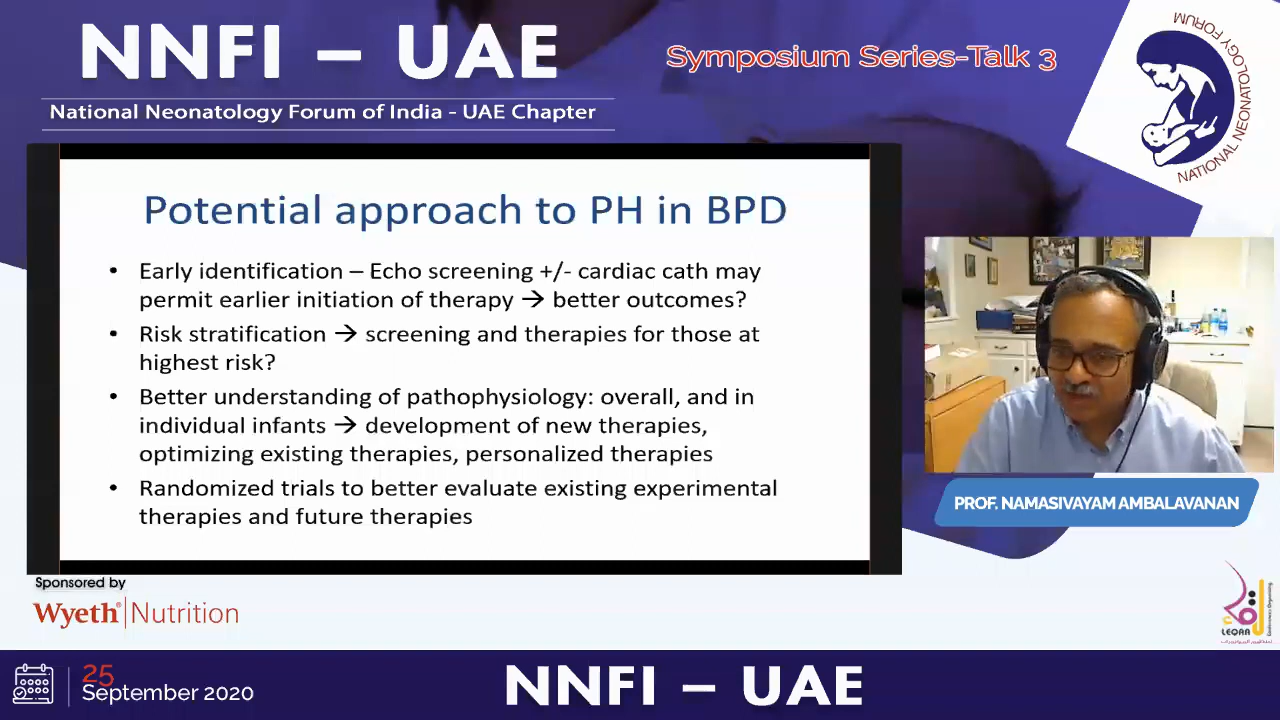 NNFI – UAE
National Neonatology Forum of India - UAE Chapter
Symposium Series-Talk 3
NATIONAL NEONATOLOGY FORUM
Potential approach to PH in BPD
• Early identification – Echo screening +/- cardiac cath may
permit earlier initiation of therapy → better outcomes?
• Risk stratification → screening and therapies for those at
highest risk?
• Better understanding of pathophysiology: overall, and in
individual infants → development of new therapies,
optimizing existing therapies, personalized therapies
• Randomized trials to better evaluate existing experimental
therapies and future therapies
PROF. NAMASIVAYAM AMBALAVANAN
Sponsored by
Wyeth® Nutrition
LEQAA
25
September 2020
NNFI – UAE